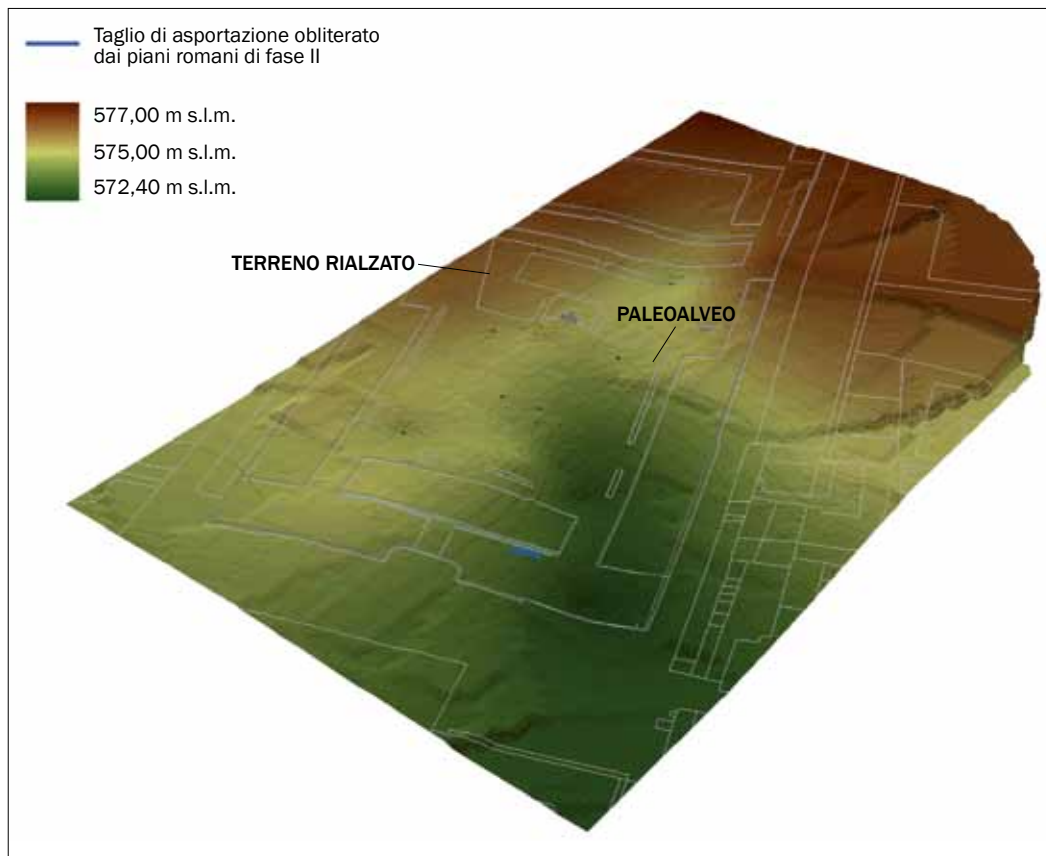 Taglio di asportazione obliterato
dai piani romani di fase II
577,00 m s.l.m.
575,00 m s.l.m.
572,40 m s.l.m.
TERRENO RIALZATO
PALEOALVEO